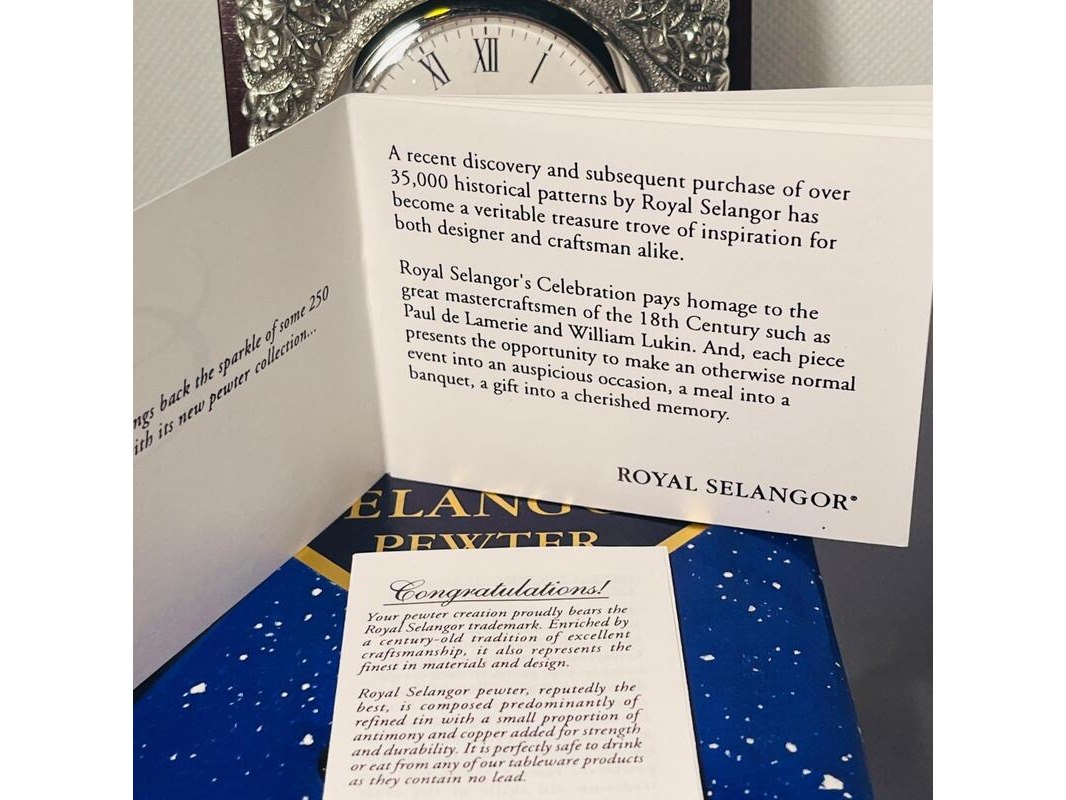 XI XII I
A recent discovery and subsequent purchase of over
35,000 historical patterns by Royal Selangor has
become a veritable treasure trove of inspiration for
both designer and craftsman alike.
Royal Selangor's Celebration pays homage to the
great mastercraftsmen of the 18th Century such as
Paul de Lamerie and William Lukin. And, each piece
presents the opportunity to make an otherwise normal
event into an auspicious occasion, a meal into a
banquet, a gift into a cherished memory.
ROYAL SELANGOR®
ngs back the sparkle of some 250
ith its new pewter collection...
ELANG
PEWTER
Congratulations!
Your pewter creation proudly bears the
Royal Selangor trademark. Enriched by
a century-old tradition of excellent
craftsmanship, it also represents the
finest in materials and design.
Royal Selangor pewter, reputedly the
best, is composed predominantly of
refined tin with a small proportion of
antimony and copper added for strength
and durability. It is perfectly safe to drink
or eat from any of our tableware products
as they contain no lead.